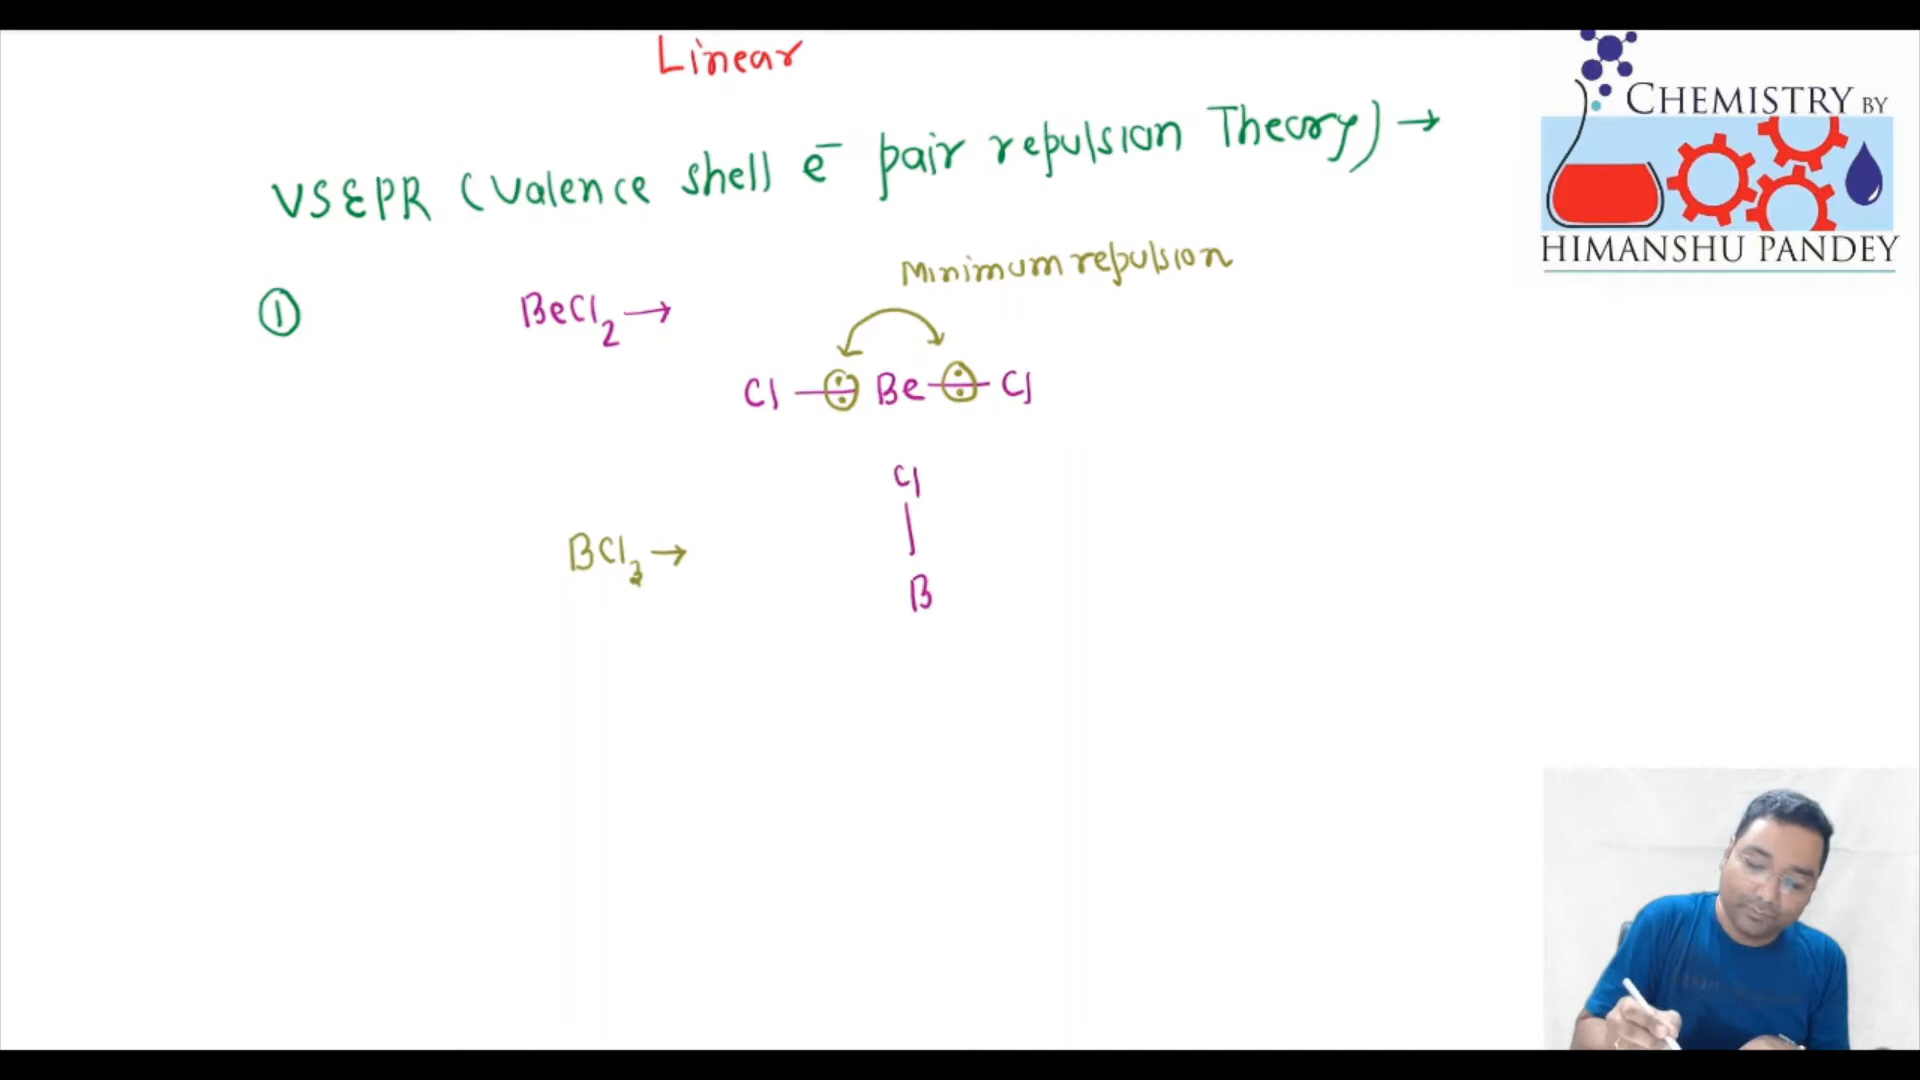 Linear
CHEMISTRY BY
HIMANSHU PANDEY
VSEPR (Valence shell e⁻ pair repulsion Theory) →
Minimum repulsion
① BeCl₂ →
Cl — Be — Cl
Cl
BCl₃ →
B